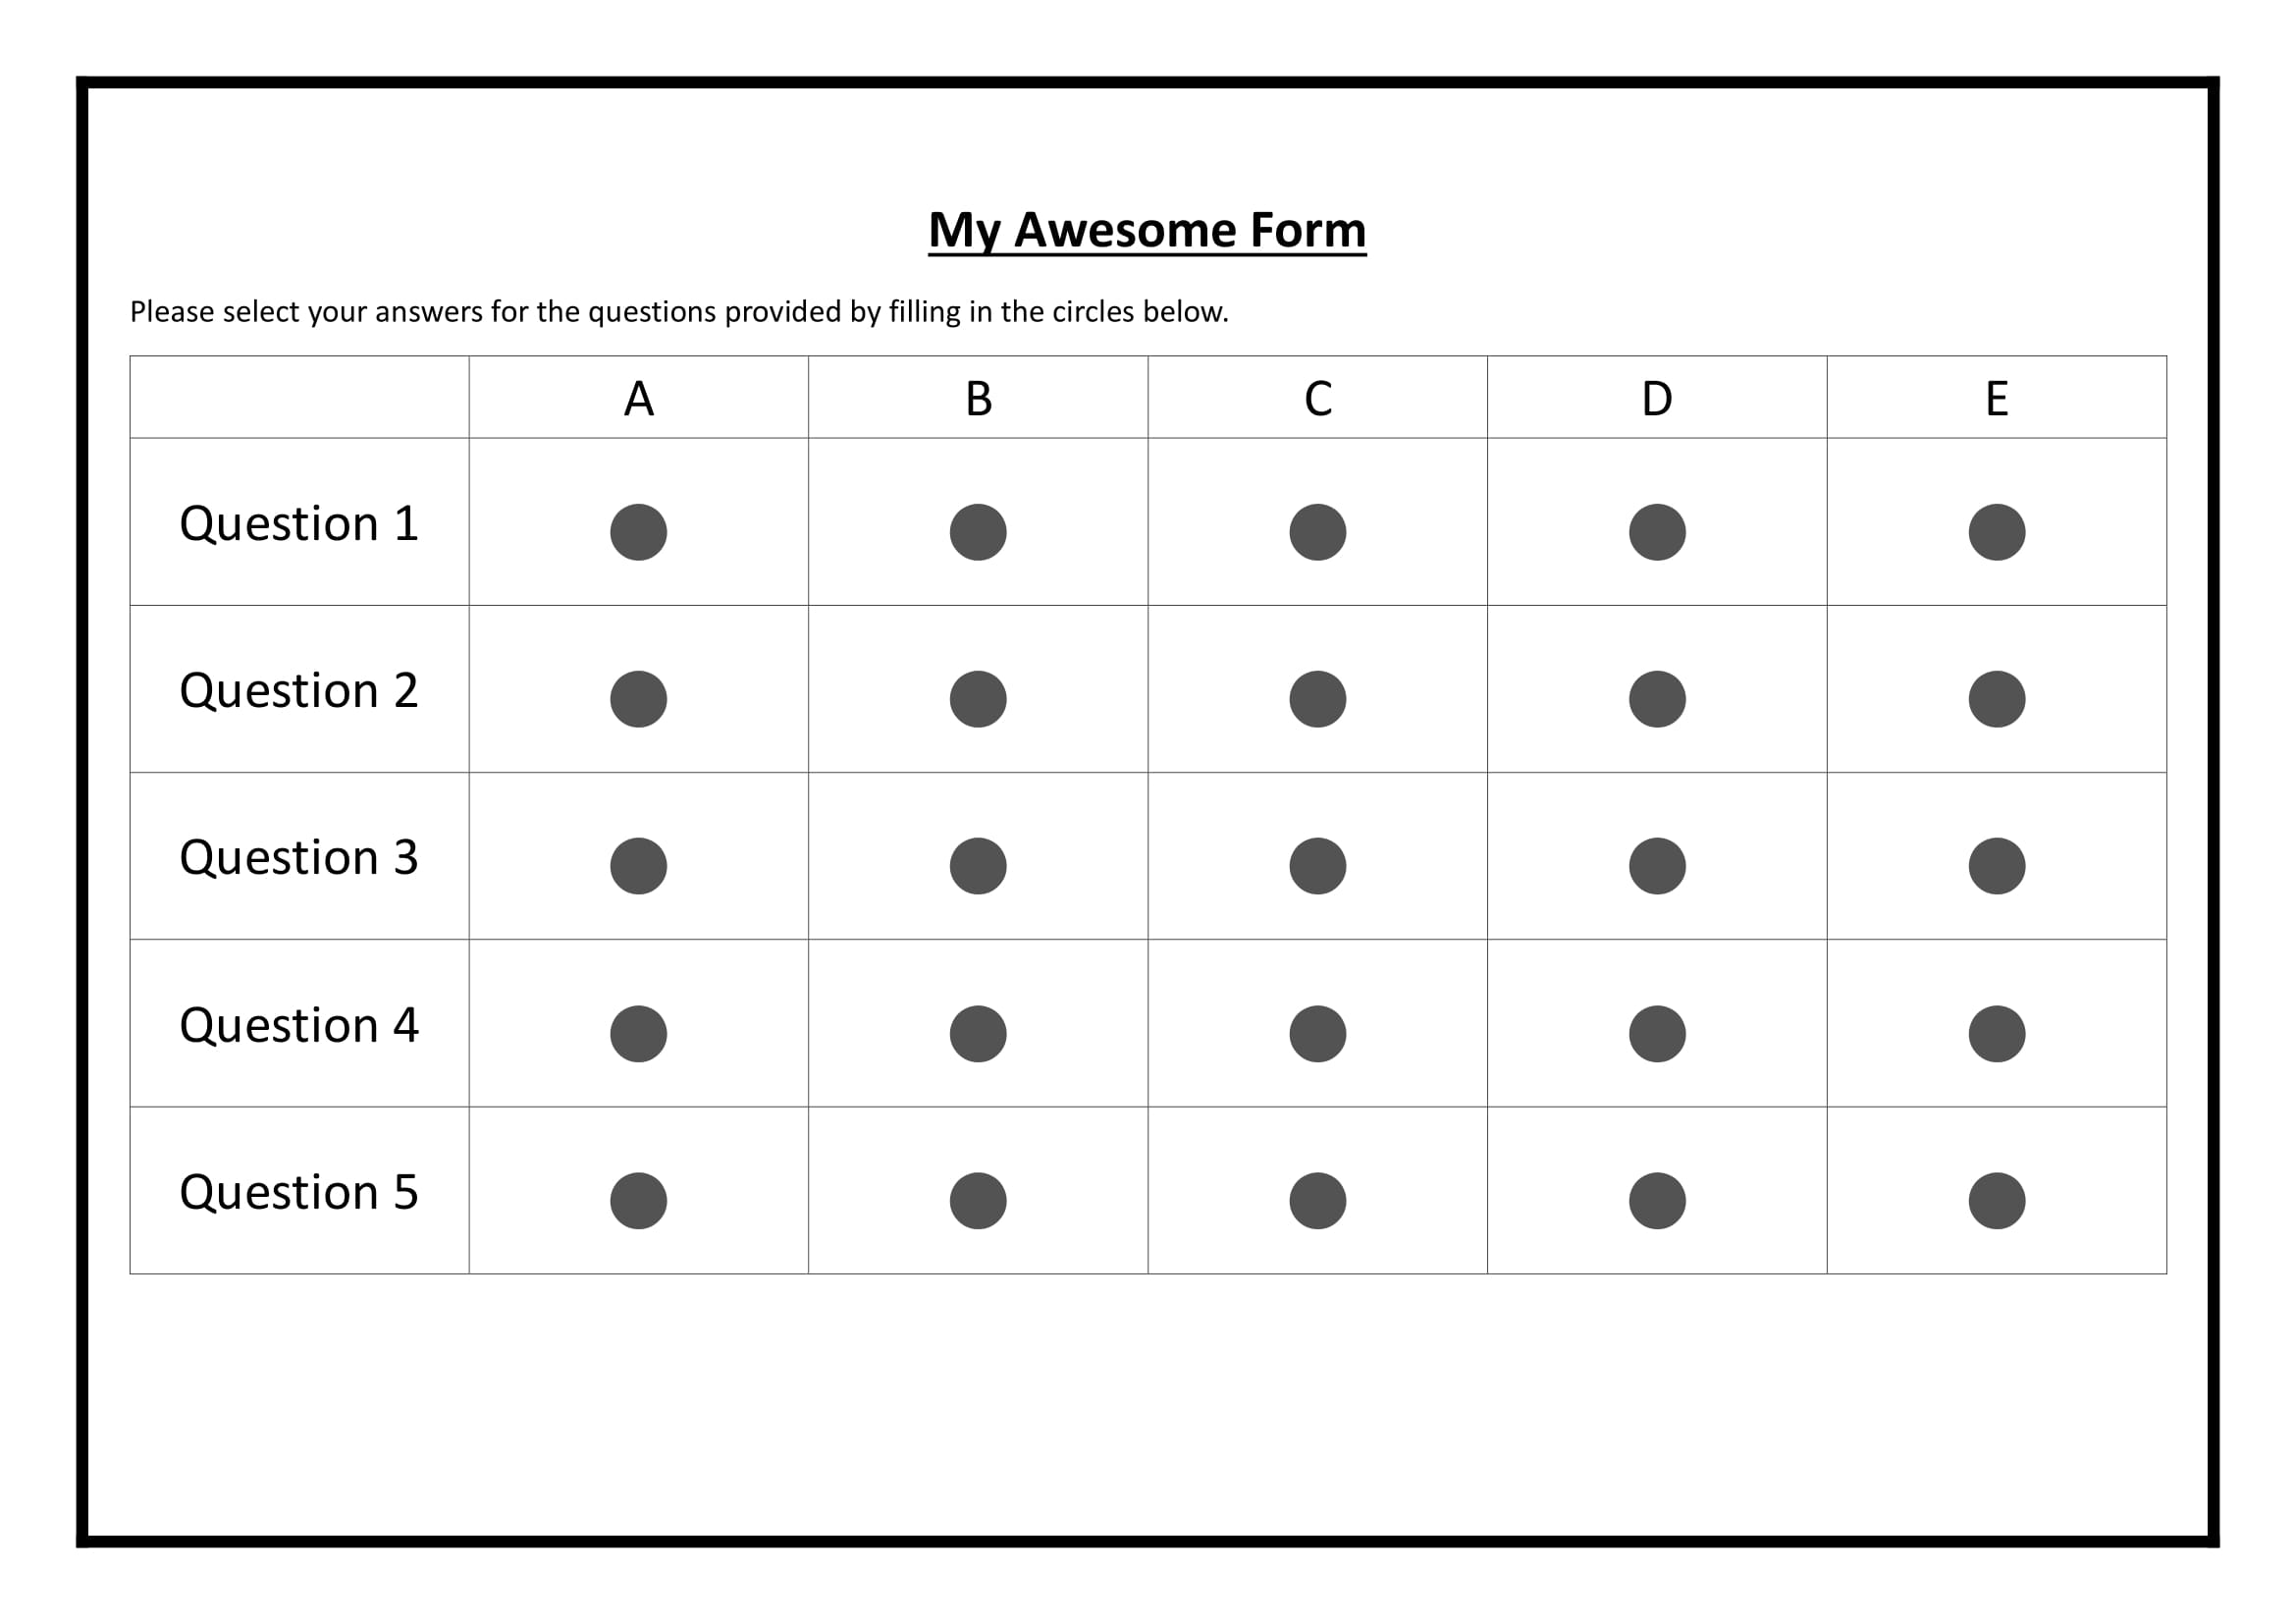 My Awesome Form
Please select your answers for the questions provided by filling in the circles below.
A B C D E
Question 1
Question 2
Question 3
Question 4
Question 5